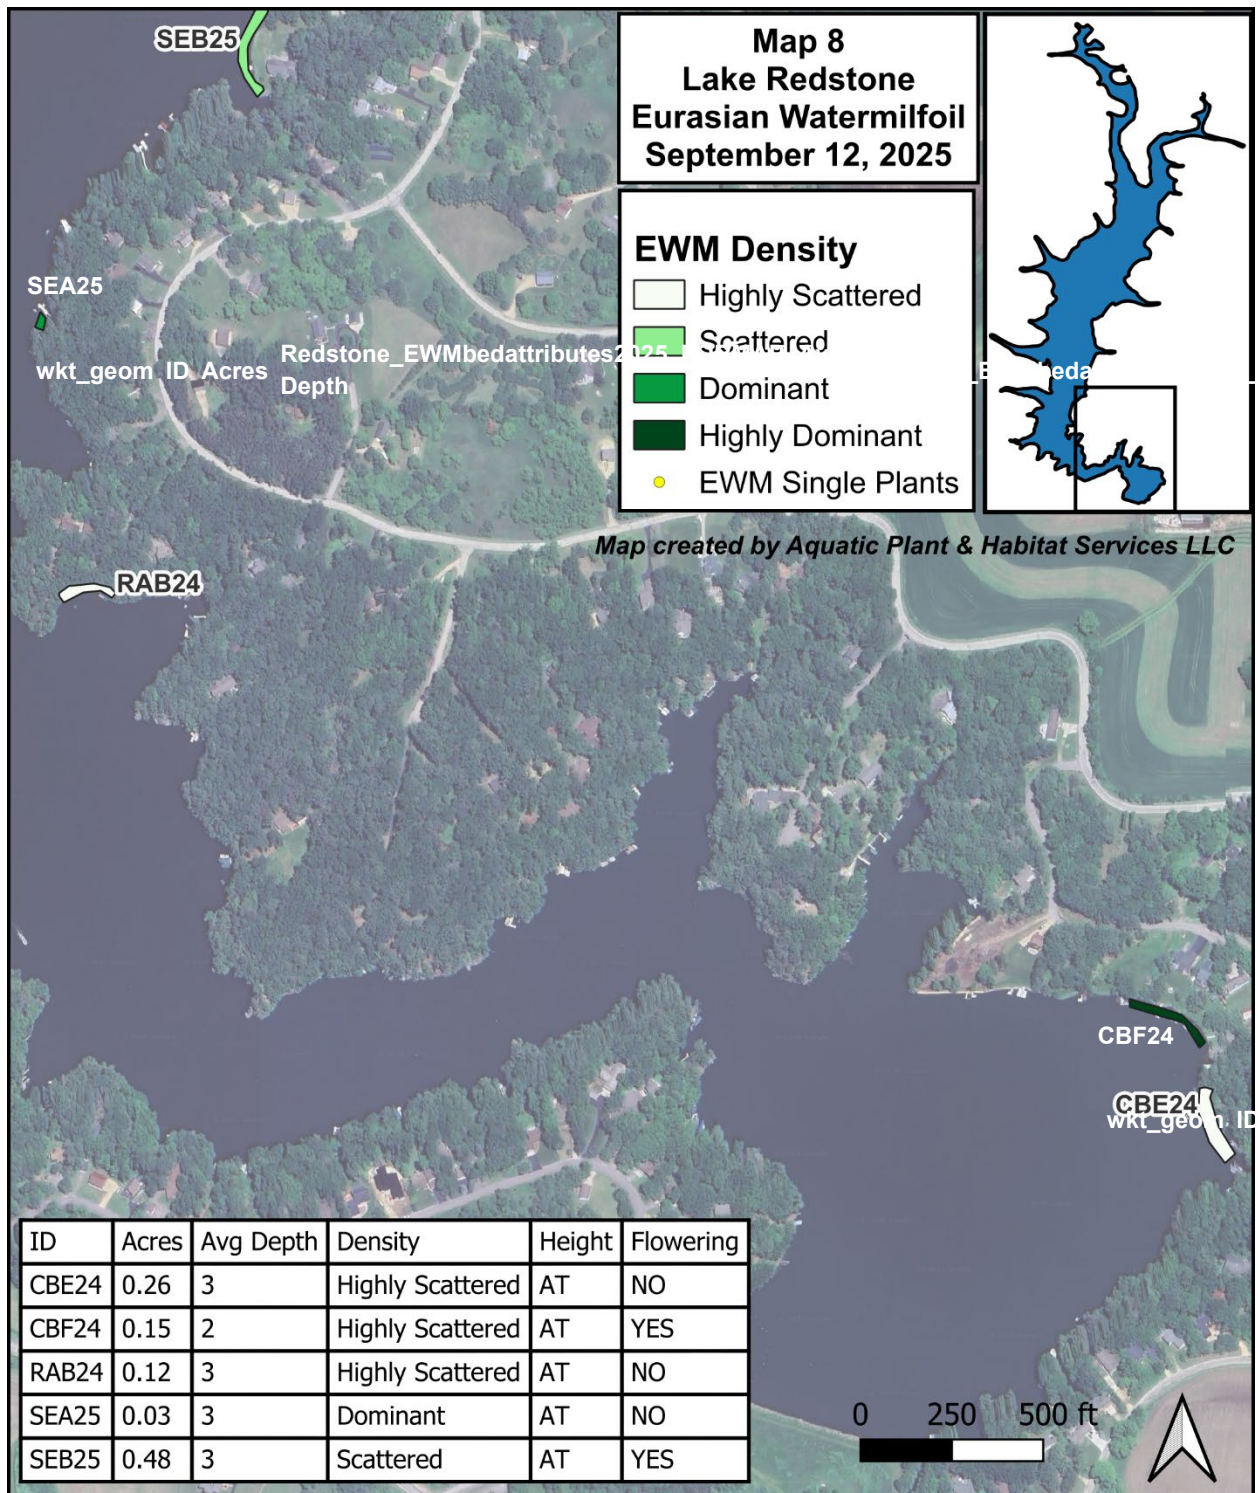 SEB25
Map 8
Lake Redstone
Eurasian Watermilfoil
September 12, 2025
EWM Density
Highly Scattered
Scattered
Dominant
Highly Dominant
EWM Single Plants
SEA25
wkt_geom ID Acres
Redstone_EWMbedattributes2025
Depth
Map created by Aquatic Plant & Habitat Services LLC
RAB24
CBF24
CBE24
wkt_geom ID
ID Acres Avg Depth Density Height Flowering
CBE24 0.26 3 Highly Scattered AT NO
CBF24 0.15 2 Highly Scattered AT YES
RAB24 0.12 3 Highly Scattered AT NO
SEA25 0.03 3 Dominant AT NO
SEB25 0.48 3 Scattered AT YES
0 250 500 ft